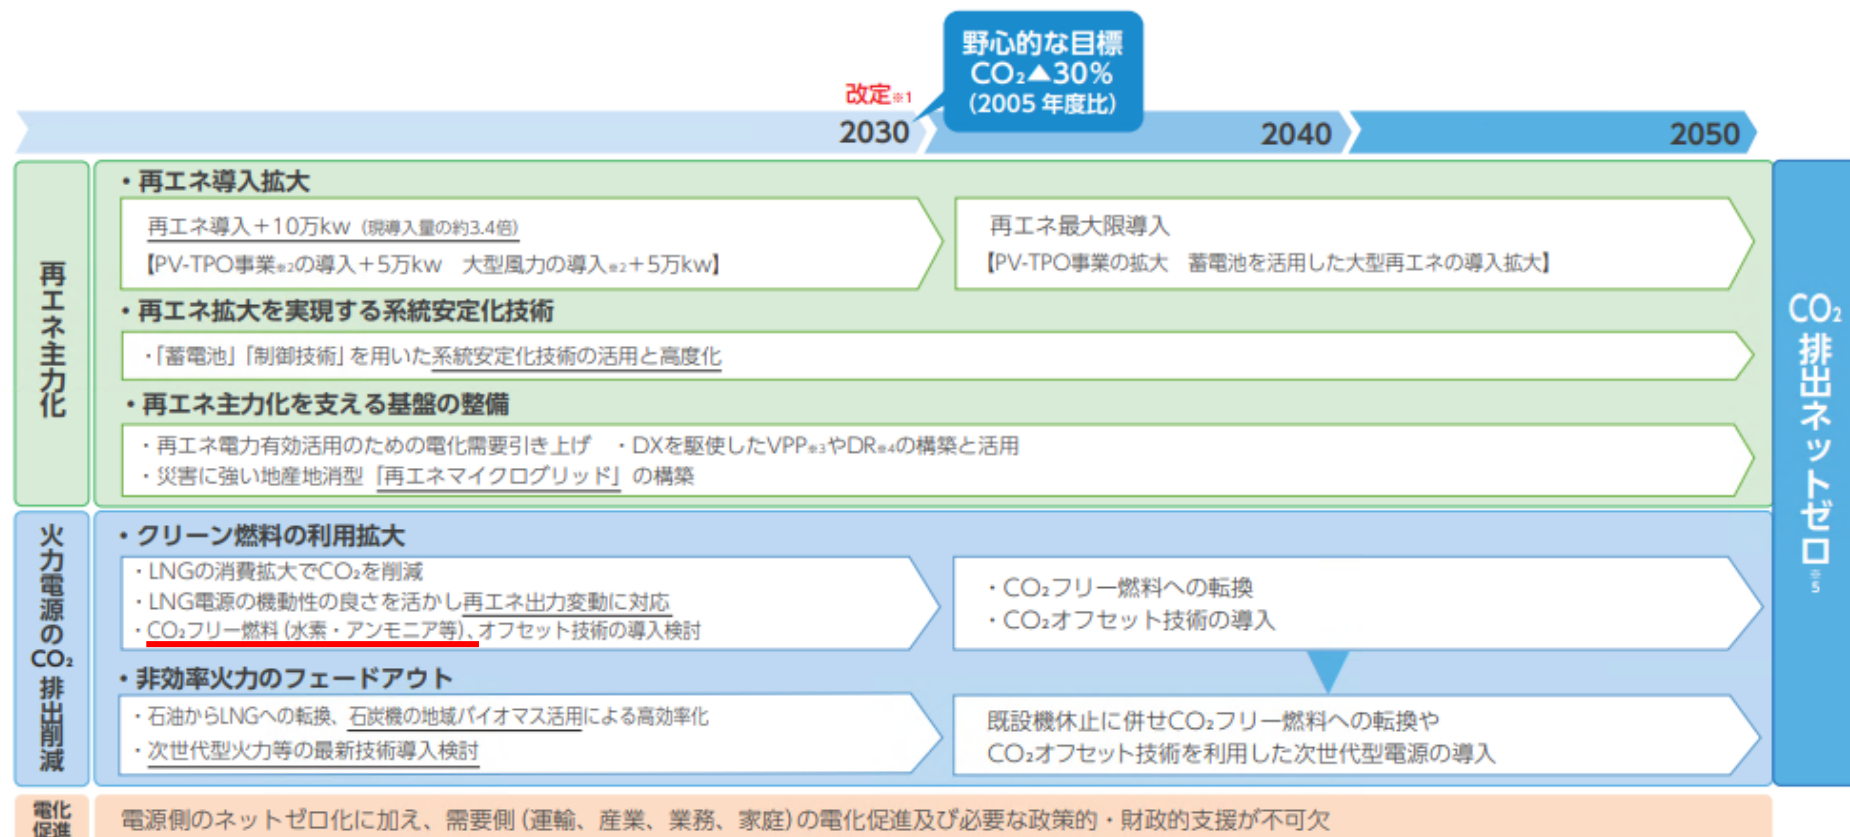 野心的な目標
CO₂▲30%
(2005 年度比)
改定※1
2030
2040
2050
再エネ主力化
・再エネ導入拡大
再エネ導入+10万kw (現導入量の約3.4倍)
【PV-TPO事業※2の導入+5万kw　大型風力の導入※2+5万kw】
再エネ最大限導入
【PV-TPO事業の拡大　蓄電池を活用した大型再エネの導入拡大】
・再エネ拡大を実現する系統安定化技術
・「蓄電池」「制御技術」を用いた系統安定化技術の活用と高度化
・再エネ主力化を支える基盤の整備
・再エネ電力有効活用のための電化需要引き上げ　・DXを駆使したVPP※3やDR※4の構築と活用
・災害に強い地産地消型「再エネマイクログリッド」の構築
火力電源のCO₂排出削減
・クリーン燃料の利用拡大
・LNGの消費拡大でCO₂を削減
・LNG電源の機動性の良さを活かし再エネ出力変動に対応
・CO₂フリー燃料(水素・アンモニア等)、オフセット技術の導入検討
・CO₂フリー燃料への転換
・CO₂オフセット技術の導入
・非効率火力のフェードアウト
・石油からLNGへの転換、石炭機の地域バイオマス活用による高効率化
・次世代型火力等の最新技術導入検討
既設機休止に併せCO₂フリー燃料への転換や
CO₂オフセット技術を利用した次世代型電源の導入
CO₂排出ネットゼロ※5
電化
促進
電源側のネットゼロ化に加え、需要側(運輸、産業、業務、家庭)の電化促進及び必要な政策的・財政的支援が不可欠